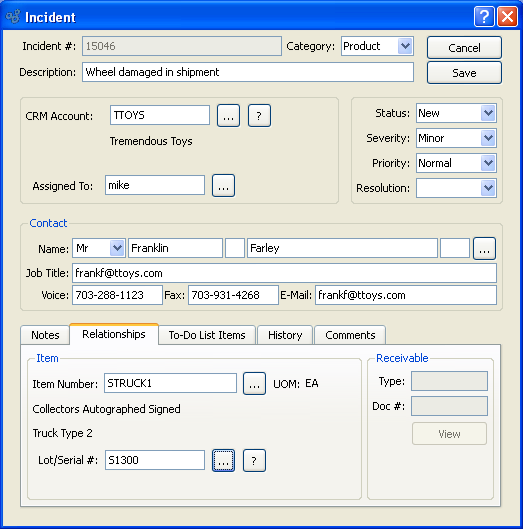 Incident
Incident #: 15046 Category: Product Cancel
Description: Wheel damaged in shipment Save
CRM Account: TTOYS ... ?
Tremendous Toys
Assigned To: mike ...
Status: New
Severity: Minor
Priority: Normal
Resolution:
Contact
Name: Mr Franklin Farley ...
Job Title: frankf@ttoys.com
Voice: 703-288-1123 Fax: 703-931-4268 E-Mail: frankf@ttoys.com
Notes Relationships To-Do List Items History Comments
Item
Item Number: STRUCK1 ... UOM: EA
Collectors Autographed Signed
Truck Type 2
Lot/Serial #: S1300 ... ?
Receivable
Type:
Doc #:
View